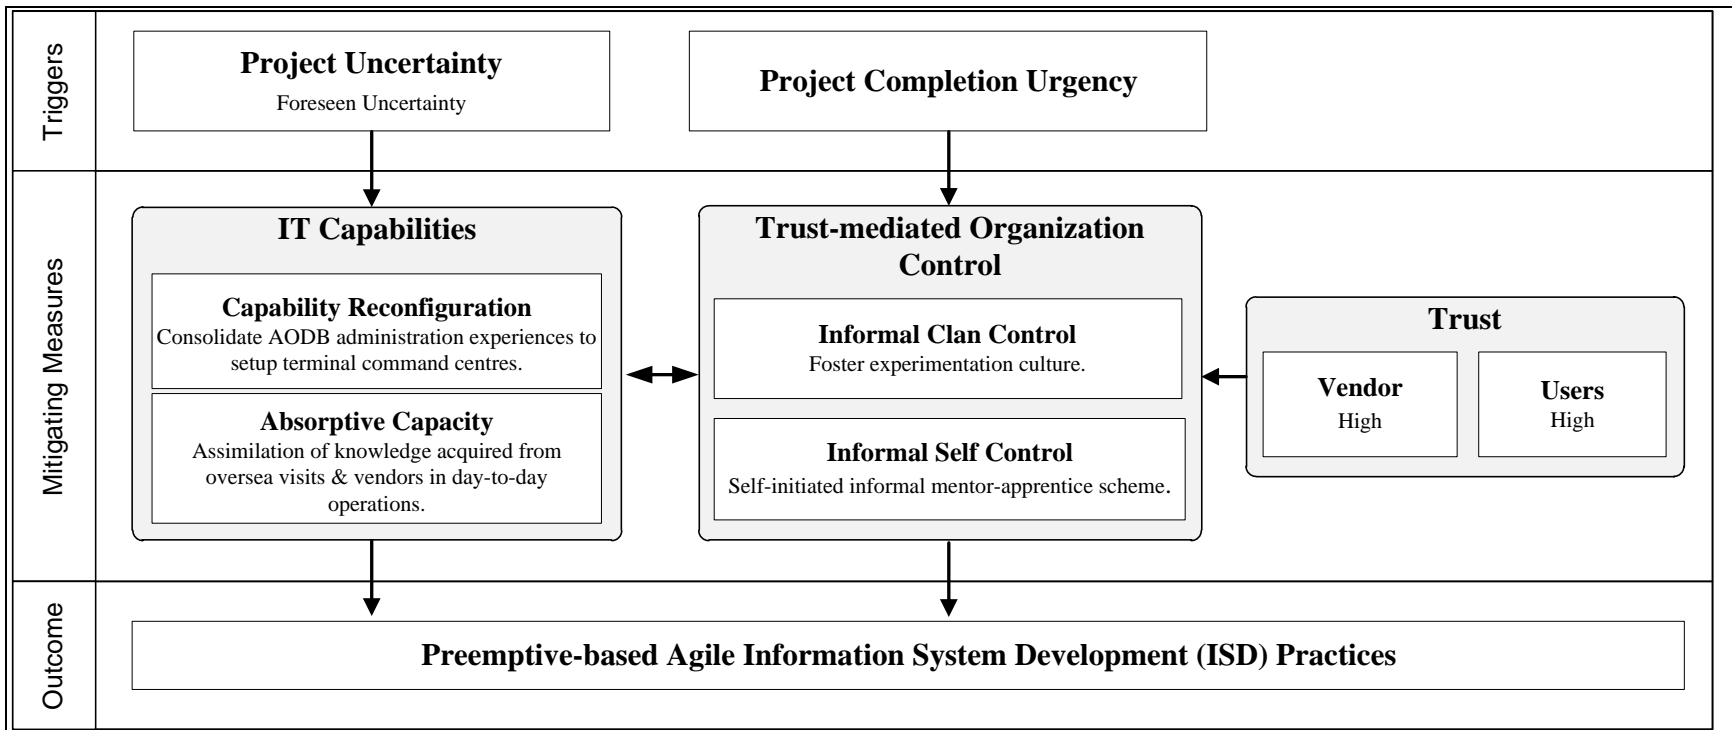 Triggers
Project Uncertainty
Foreseen Uncertainty
Project Completion Urgency
Mitigating Measures
IT Capabilities
Capability Reconfiguration
Consolidate AODB administration experiences to
setup terminal command centres.
Absorptive Capacity
Assimilation of knowledge acquired from
oversea visits & vendors in day-to-day
operations.
Trust-mediated Organization
Control
Informal Clan Control
Foster experimentation culture.
Informal Self Control
Self-initiated informal mentor-apprentice scheme.
Trust
Vendor
High
Users
High
Outcome
Preemptive-based Agile Information System Development (ISD) Practices